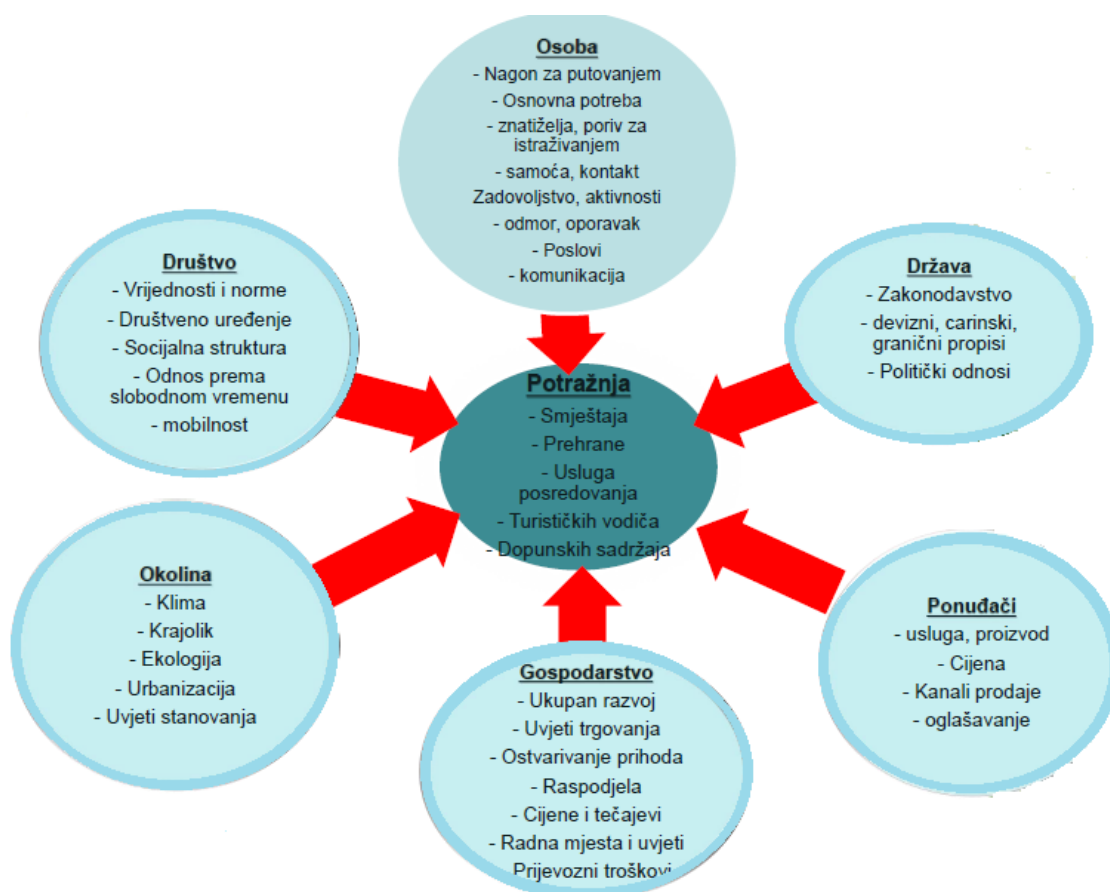 Osoba
- Nagon za putovanjem
- Osnovna potreba
- znatiželja, poriv za
istraživanjem
- samoća, kontakt
Zadovoljstvo, aktivnosti
- odmor, oporavak
- Poslovi
- komunikacija
Društvo
- Vrijednosti i norme
- Društveno uređenje
- Socijalna struktura
- Odnos prema
slobodnom vremenu
- mobilnost
Država
- Zakonodavstvo
- devizni, carinski,
granični propisi
- Politički odnosi
Potražnja
- Smještaja
- Prehrane
- Usluga
posredovanja
- Turističkih vodiča
- Dopunskih sadržaja
Okolina
- Klima
- Krajolik
- Ekologija
- Urbanizacija
- Uvjeti stanovanja
Gospodarstvo
- Ukupan razvoj
- Uvjeti trgovanja
- Ostvarivanje prihoda
- Raspodjela
- Cijene i tečajevi
- Radna mjesta i uvjeti
Prijevozni troškovi
Ponuđači
- usluga, proizvod
- Cijena
- Kanali prodaje
- oglašavanje